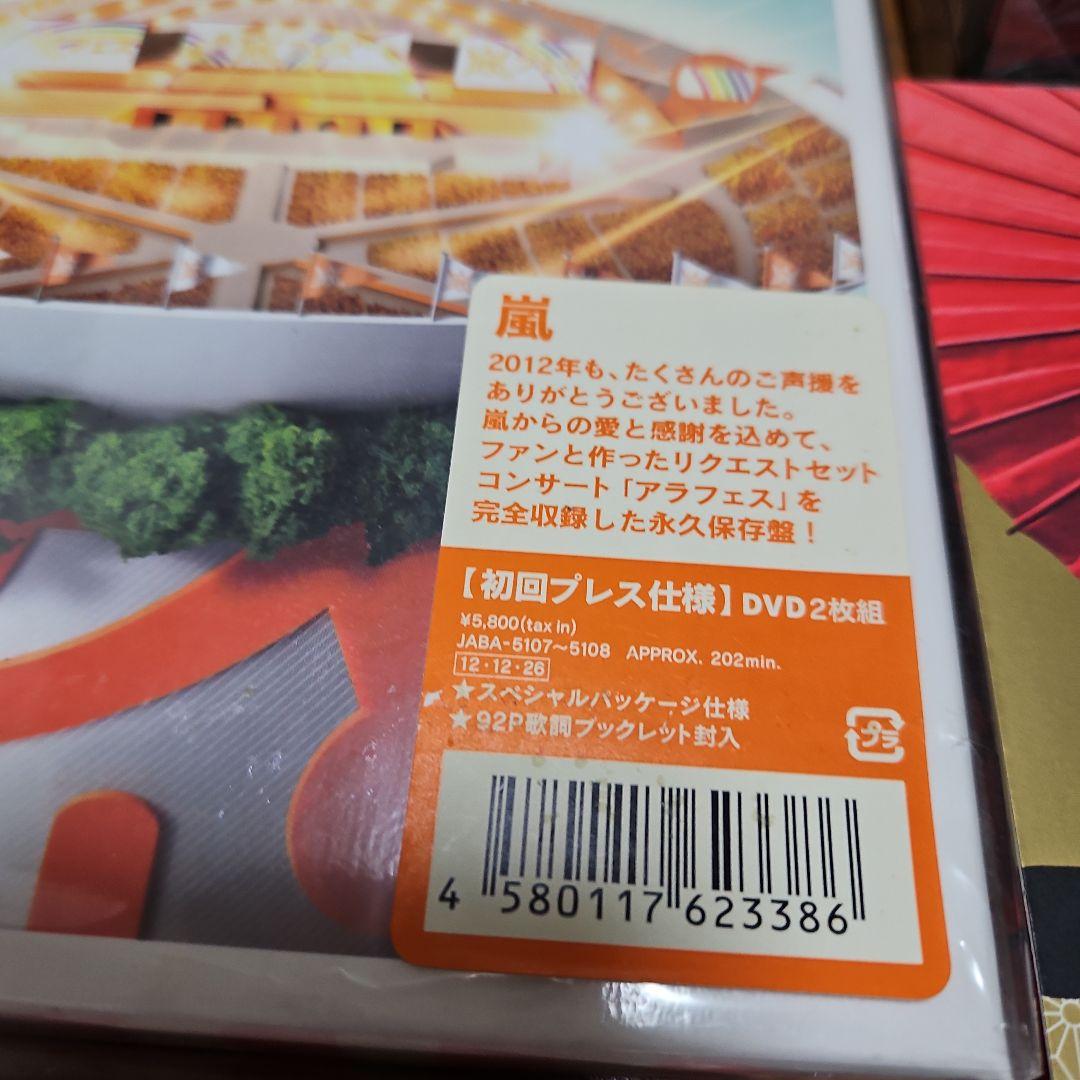 嵐
2012年も、たくさんのご声援を
ありがとうございました。
嵐からの愛と感謝を込めて、
ファンと作ったリクエストセット
コンサート「アラフェス」を
完全収録した永久保存盤！
【初回プレス仕様】DVD2枚組
¥5,800(tax in)
JABA-5107～5108 APPROX. 202min.
12・12・26
★スペシャルパッケージ仕様
★92P歌詞ブックレット封入
プラ
4 580117 623386